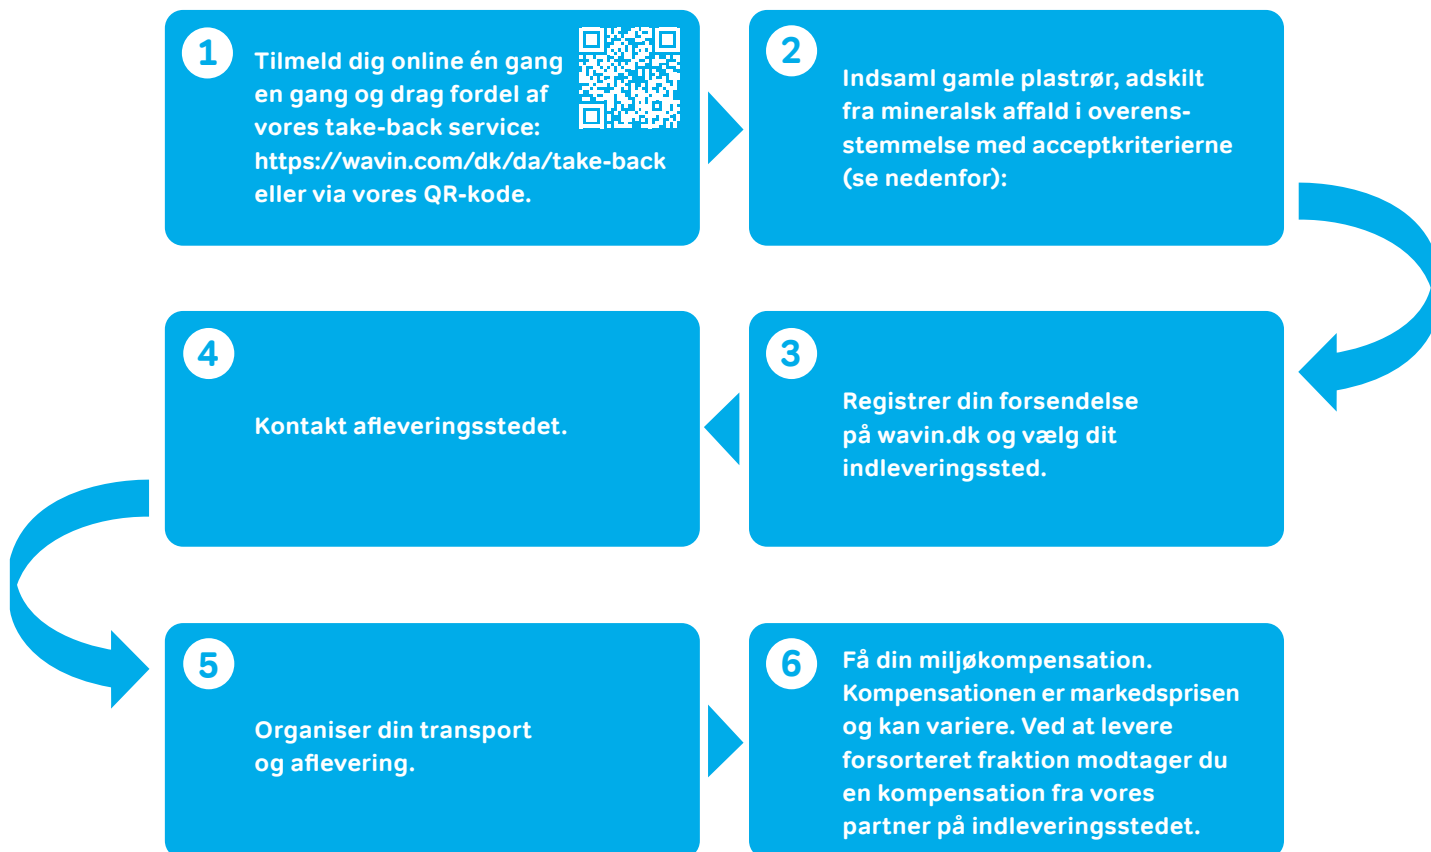 1
Tilmeld dig online én gang
en gang og drag fordel af
vores take-back service:
https://wavin.com/dk/da/take-back
eller via vores QR-kode.
2
Indsaml gamle plastrør, adskilt
fra mineralsk affald i overens-
stemmelse med acceptkriterierne
(se nedenfor):
3
Registrer din forsendelse
på wavin.dk og vælg dit
indleveringssted.
4
Kontakt afleveringsstedet.
5
Organiser din transport
og aflevering.
6
Få din miljøkompensation.
Kompensationen er markedsprisen
og kan variere. Ved at levere
forsorteret fraktion modtager du
en kompensation fra vores
partner på indleveringsstedet.